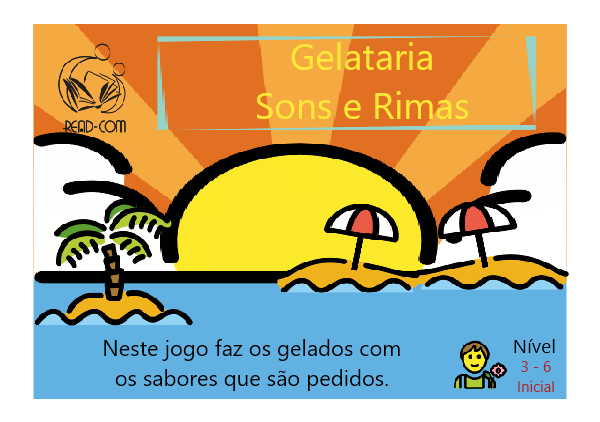 Gelataria
Sons e Rimas
READ-COM
Neste jogo faz os gelados com
os sabores que são pedidos.
Nível
3 - 6
Inicial